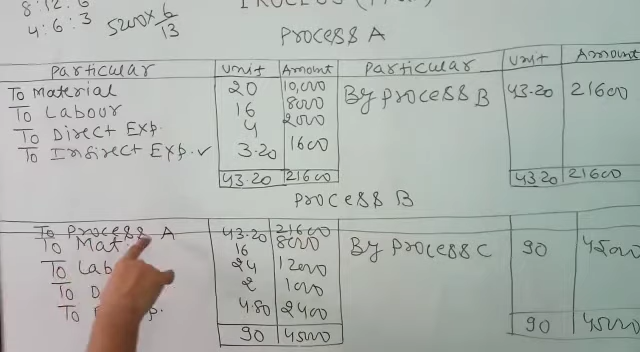 8:12:6
4:6:3 5200 × 6/13
PROCESS A
Particular Unit Amount Particular Unit Amount
To Material 20 10,000 By Process B 43.20 21600
To Labour 16 8000
To Direct Exp. 4 2000
To Indirect Exp. ✓ 3.20 1600
43.20 21600 43.20 21600
PROCESS B
To Process A 43.20 21600
To Mat 16 8000 By Process C 90 45000
To Lab 24 12000
To D 2 1000
To xp. 4.80 2400
90 45000 90 45000